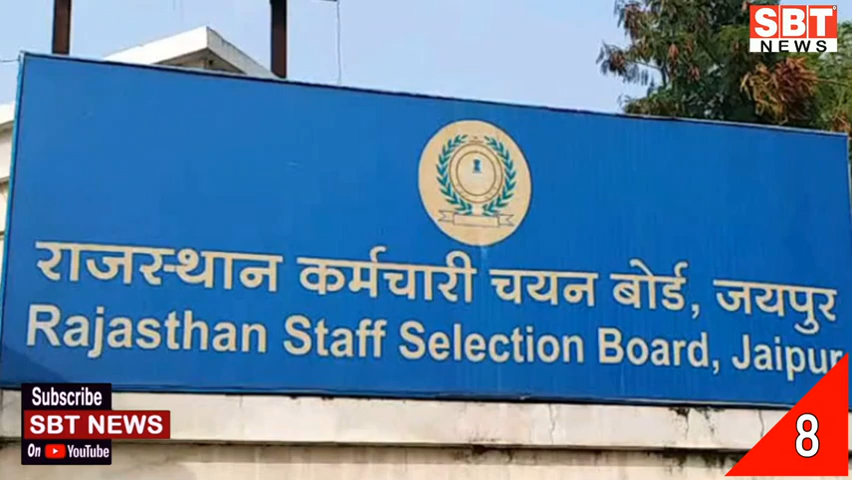 SBT
NEWS
राजस्थान कर्मचारी चयन बोर्ड, जयपुर
Rajasthan Staff Selection Board, Jaipur
Subscribe
SBT NEWS
On YouTube
8